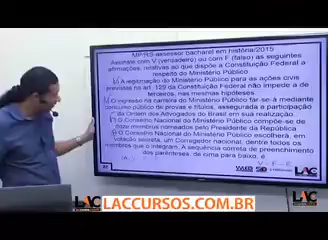 MP/RS-assessor bacharel em história/2015
Assinale com V (verdadeiro) ou com F (falso) as seguintes
afirmações, relativas ao que dispõe a Constituição Federal a
respeito do Ministério Público
A legitimação do Ministério Público para as ações civis
previstas no art. 129 da Constituição Federal não impede a de
terceiros, nas mesmas hipóteses.
O ingresso na carreira do Ministério Público far-se-á mediante
concurso público de provas e títulos, assegurada a participação
da Ordem dos Advogados do Brasil em sua realização
O Conselho Nacional do Ministério Público compõe-se de
doze membros nomeados pelo Presidente da República
O Conselho Nacional do Ministério Público escolherá, em
votação secreta, um Corregedor nacional, dentre todos os
membros que o integram. A sequência correta de preenchimento
dos parênteses, de cima para baixo, é
LAC
LAC
LACCURSOS.COM.BR